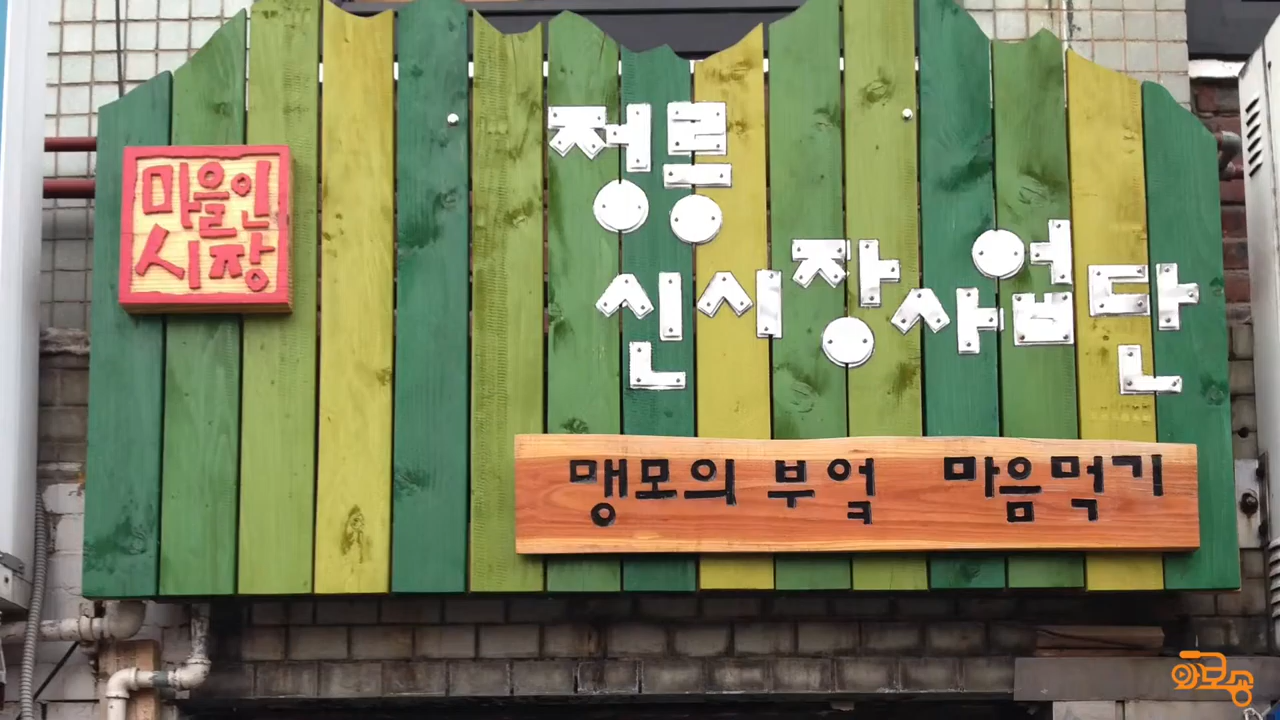 마을인
시장
정릉
신시장사업단
맹모의 부엌 마음먹기